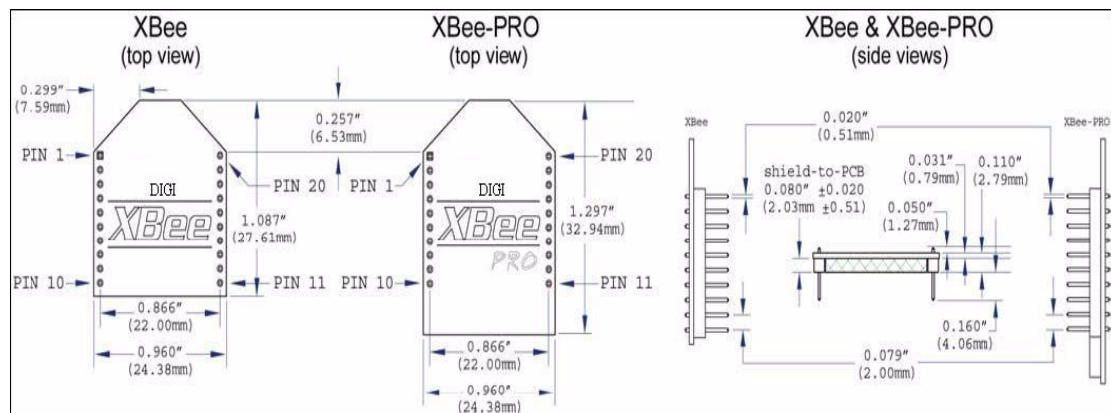 XBee
(top view)
0.299″
(7.59mm)
PIN 1
PIN 20
DIGI
XBee
1.087″
(27.61mm)
PIN 10
PIN 11
0.866″
(22.00mm)
0.960″
(24.38mm)
0.257″
(6.53mm)
XBee-PRO
(top view)
PIN 1
PIN 20
DIGI
XBee
PRO
1.297″
(32.94mm)
PIN 10
PIN 11
0.866″
(22.00mm)
0.960″
(24.38mm)
XBee & XBee-PRO
(side views)
XBee
XBee-PRO
0.020″
(0.51mm)
shield-to-PCB
0.080″ ±0.020
(2.03mm ±0.51)
0.031″
(0.79mm)
0.110″
(2.79mm)
0.050″
(1.27mm)
0.160″
(4.06mm)
0.079″
(2.00mm)